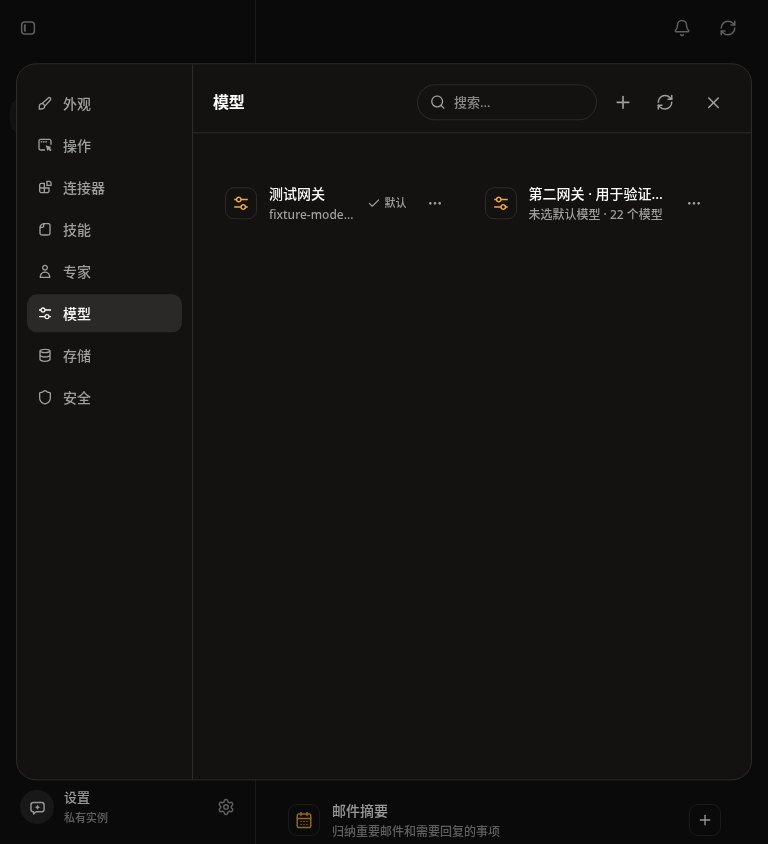 外观
操作
连接器
技能
专家
模型
存储
安全
模型
搜索...
测试网关
fixture-mode...
默认
第二网关 · 用于验证...
未选默认模型 · 22 个模型
设置
私有实例
邮件摘要
归纳重要邮件和需要回复的事项